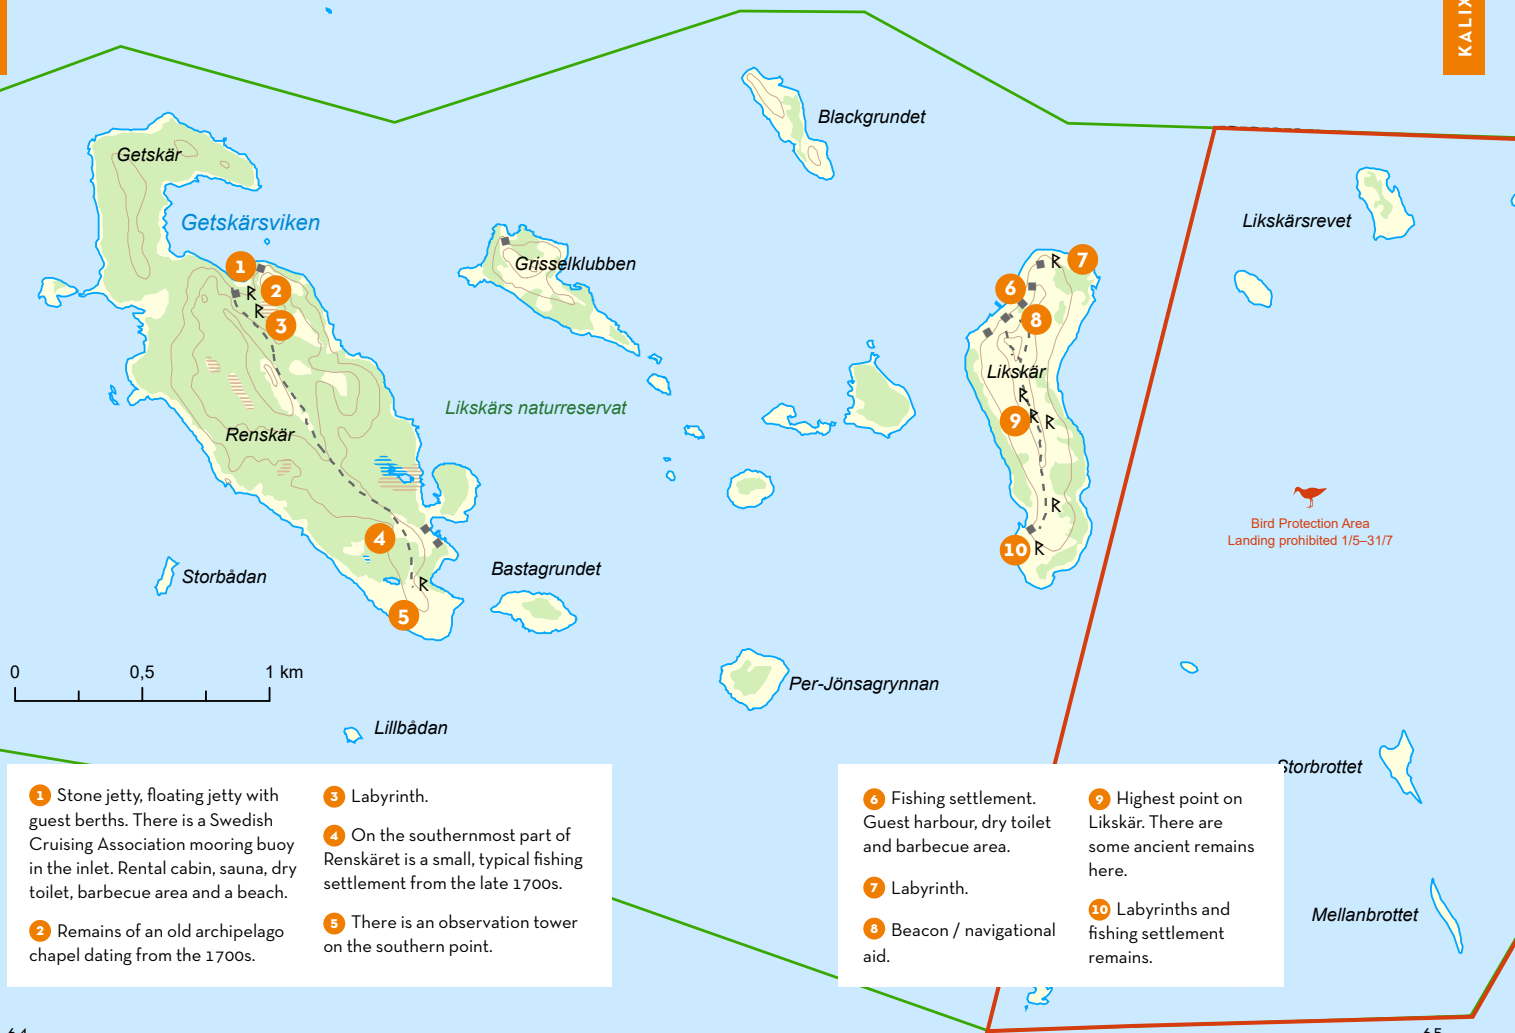 KALIX
Blackgrundet
Getskär
Getskärsviken
Likskärsrevet
1
2
3
Grisselklubben
7
6
8
Likskär
Likskärs naturreservat
Renskär
9
4
5
Bird Protection Area
Landing prohibited 1/5–31/7
10
Storbådan
Bastagrundet
0 0,5 1 km
Per-Jönsagrynnan
Lillbådan
Storbrottet
Mellanbrottet
1 Stone jetty, floating jetty with
guest berths. There is a Swedish
Cruising Association mooring buoy
in the inlet. Rental cabin, sauna, dry
toilet, barbecue area and a beach.
2 Remains of an old archipelago
chapel dating from the 1700s.
3 Labyrinth.
4 On the southernmost part of
Renskäret is a small, typical fishing
settlement from the late 1700s.
5 There is an observation tower
on the southern point.
6 Fishing settlement.
Guest harbour, dry toilet
and barbecue area.
7 Labyrinth.
8 Beacon / navigational
aid.
9 Highest point on
Likskär. There are
some ancient remains
here.
10 Labyrinths and
fishing settlement
remains.
64
65